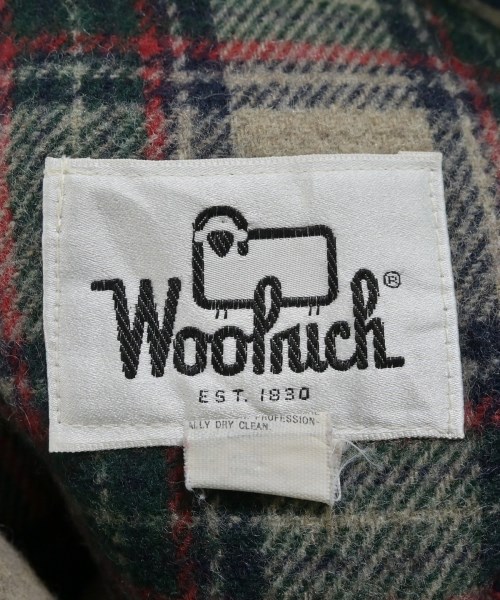 Woolrich®
EST. 1830
PROFESSION-
ALLY DRY CLEAN.